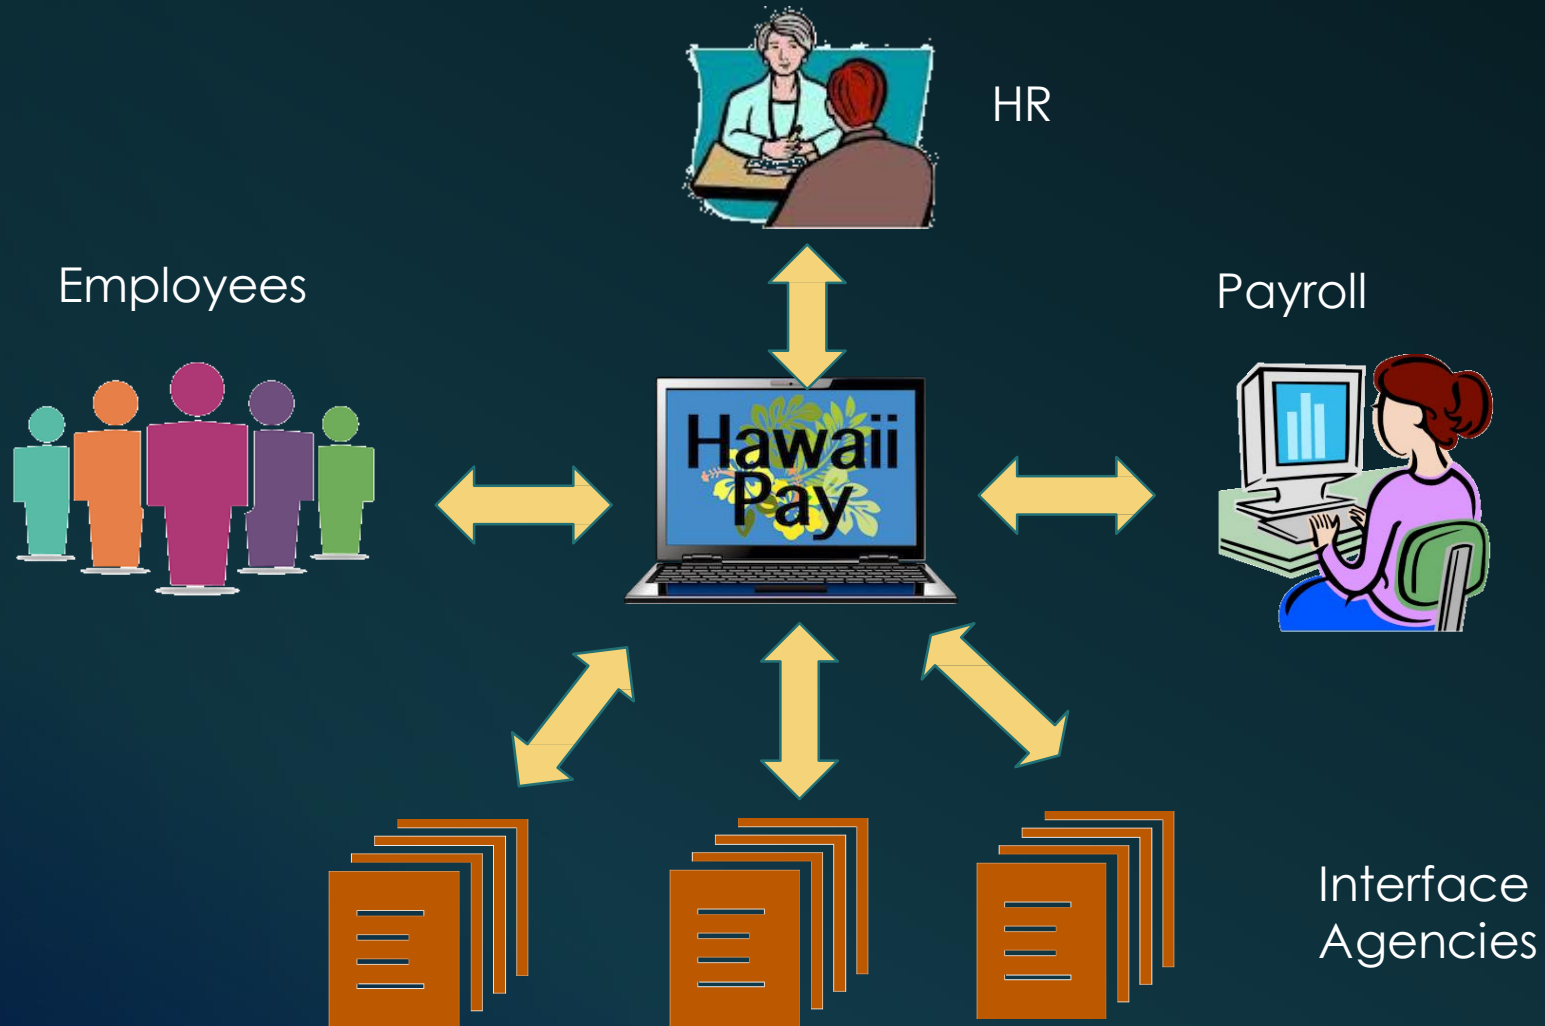 HR
Employees
Payroll
Hawaii
Pay
Interface
Agencies